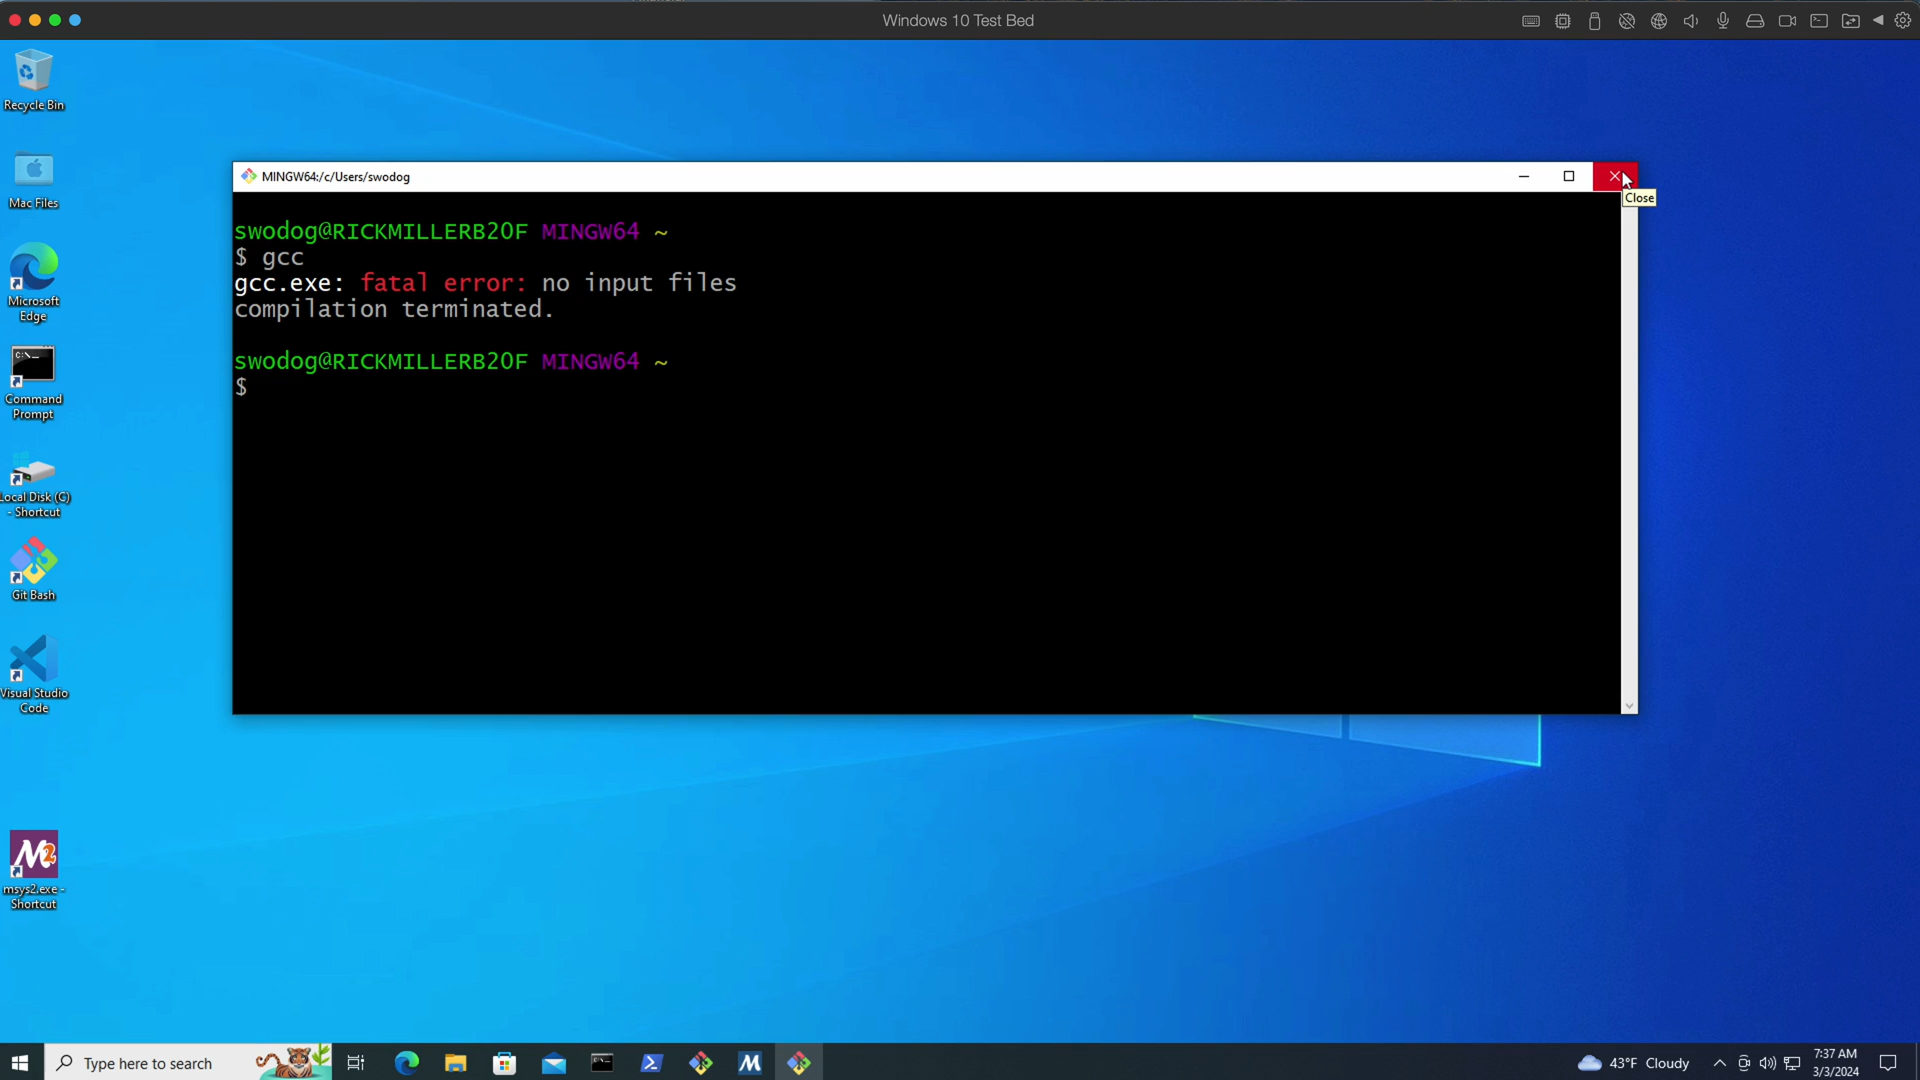 Windows 10 Test Bed
Recycle Bin
Mac Files
Microsoft
Edge
Command
Prompt
Local Disk (C)
- Shortcut
Git Bash
Visual Studio
Code
msys2.exe -
Shortcut
MINGW64:/c/Users/swodog
Close
swodog@RICKMILLERB20F MINGW64 ~
$ gcc
gcc.exe: fatal error: no input files
compilation terminated.
swodog@RICKMILLERB20F MINGW64 ~
$
Type here to search
43°F Cloudy
7:37 AM
3/3/2024